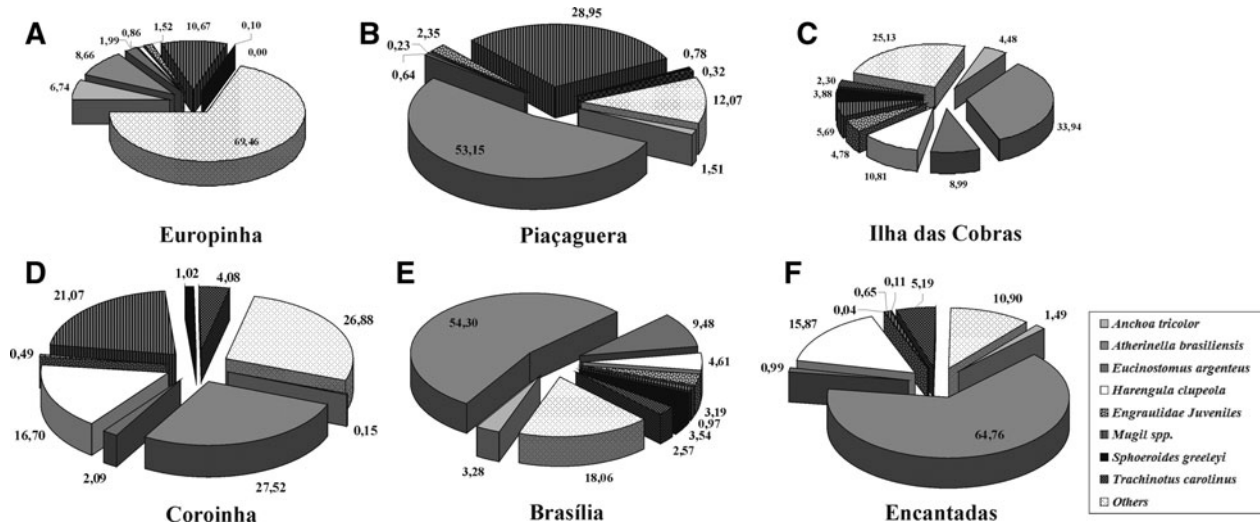 A
6,74
8,66
1,99
0,86
1,52
10,67
0,10
0,00
69,46
Europinha
B
0,64
0,23
2,35
28,95
0,78
0,32
12,07
1,51
53,15
Piaçaguera
C
25,13
4,48
33,94
8,99
10,81
4,78
5,69
3,88
2,30
Ilha das Cobras
D
21,07
1,02
4,08
26,88
0,15
27,52
2,09
16,70
0,49
Coroinha
E
54,30
9,48
4,61
3,19
0,97
3,54
2,57
18,06
3,28
Brasília
F
0,99
15,87
0,04
0,65
0,11
5,19
10,90
1,49
64,76
Encantadas
Anchoa tricolor
Atherinella brasiliensis
Eucinostomus argenteus
Harengula clupeola
Engraulidae Juveniles
Mugil spp.
Sphoeroides greeleyi
Trachinotus carolinus
Others